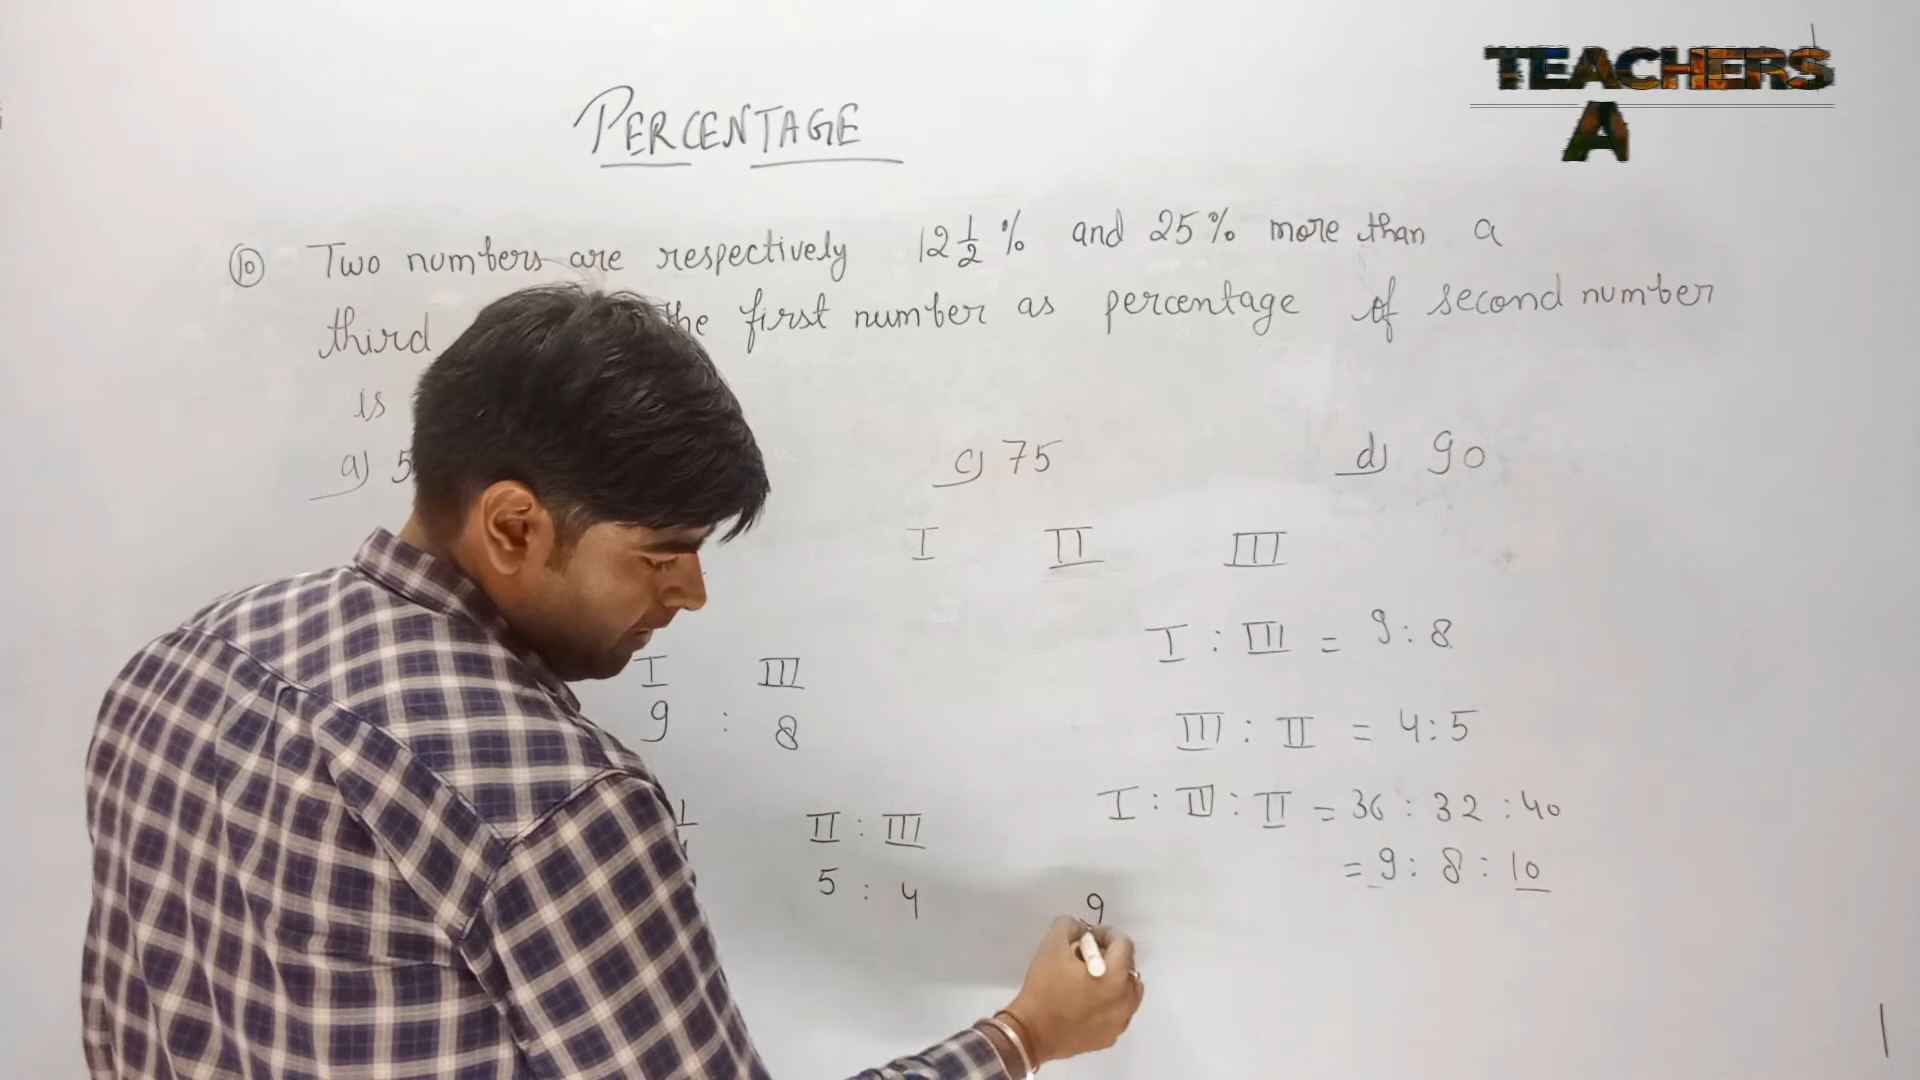 TEACHERS
A
PERCENTAGE
10 Two numbers are respectively 12 1/2 % and 25% more than a
third the first number as percentage of second number
is
a) 5 c) 75 d) 90
I II III
I III
9 : 8
I : III = 9 : 8
III : II = 4 : 5
II : III
5 : 4
I : III : II = 36 : 32 : 40
= 9 : 8 : 10
9